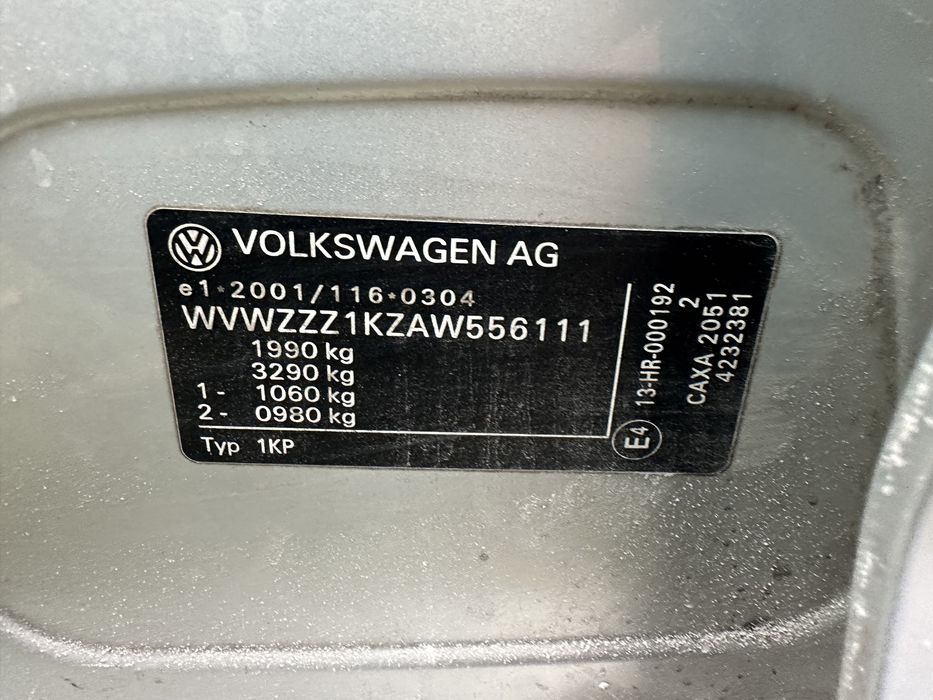 VOLKSWAGEN AG
e1*2001/116*0304
WVWZZZ1KZAW556111
1990 kg
3290 kg
1 - 1060 kg
2 - 0980 kg
Typ 1KP
E4 13-HR-000192
2
CAXA 2051
4232381